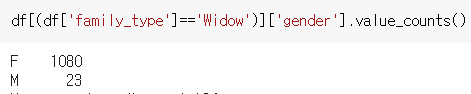 df[(df['family_type']=='Widow')]['gender'].value_counts()
F    1080
M      23